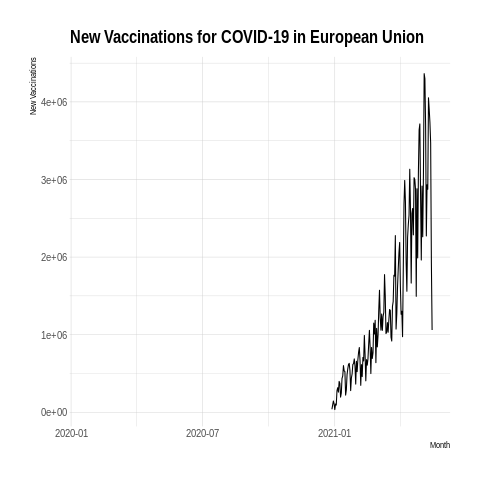 New Vaccinations for COVID-19 in European Union
New Vaccinations
4e+06
3e+06
2e+06
1e+06
0e+00
2020-01 2020-07 2021-01
Month